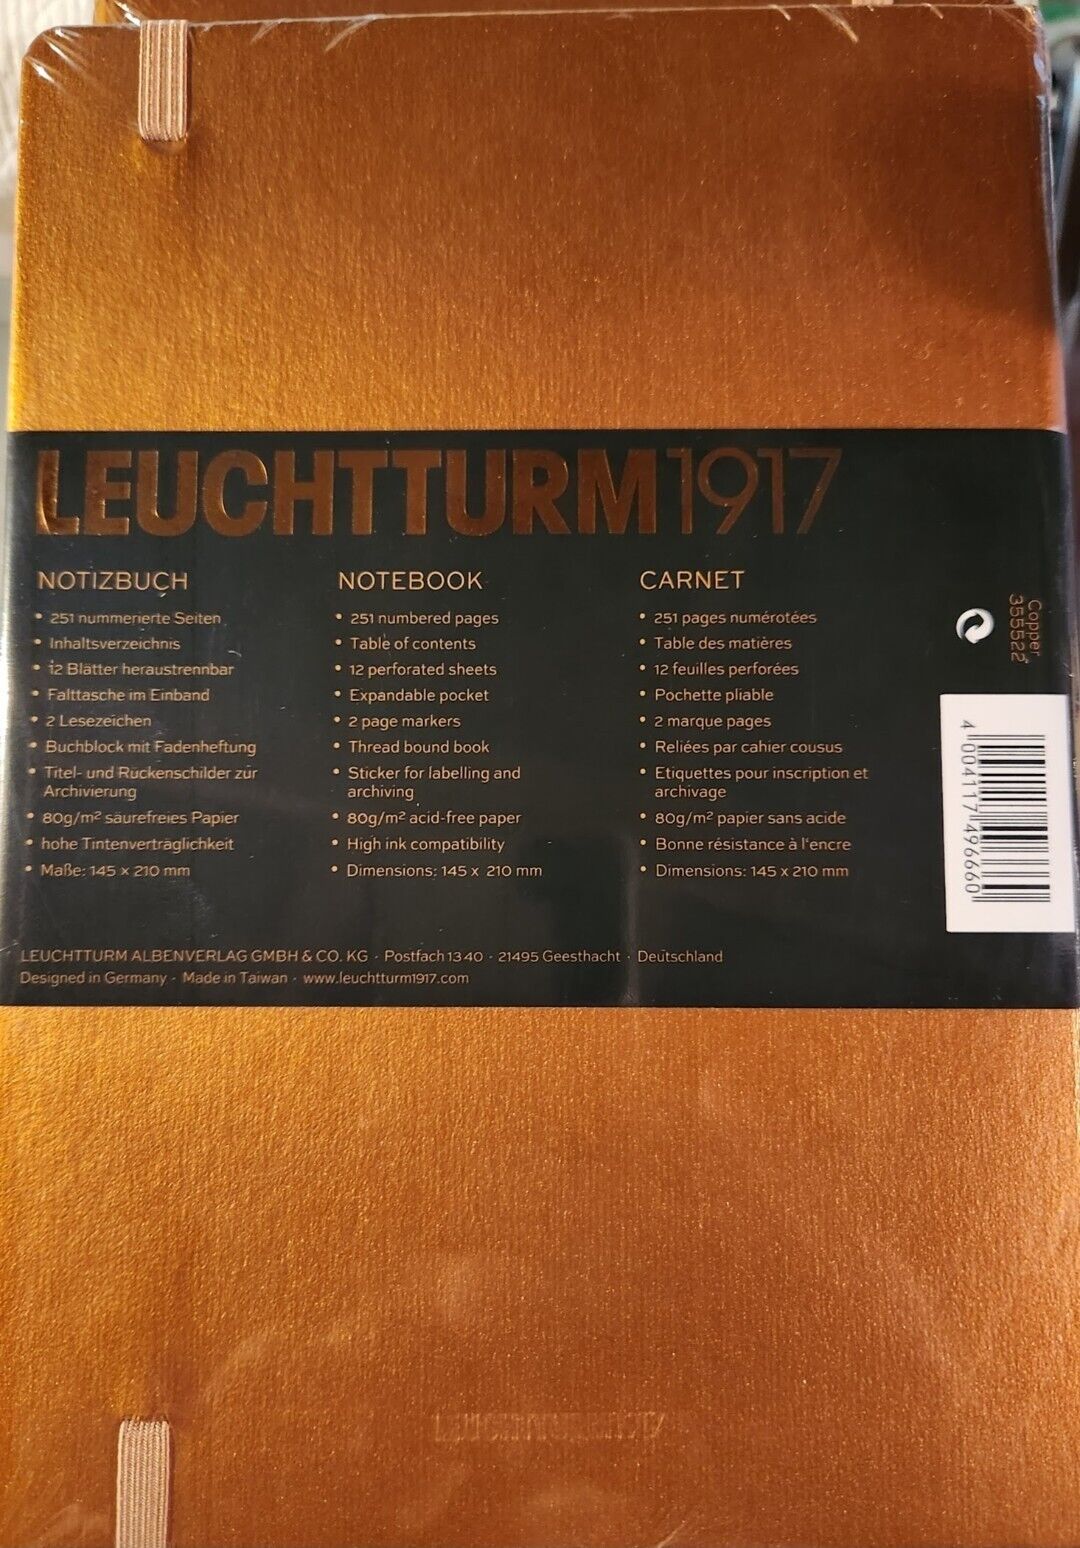 LEUCHTTURM1917
NOTIZBUCH
• 251 nummerierte Seiten
• Inhaltsverzeichnis
• 12 Blätter heraustrennbar
• Falttasche im Einband
• 2 Lesezeichen
• Buchblock mit Fadenheftung
• Titel- und Rückenschilder zur
Archivierung
• 80g/m² säurefreies Papier
• hohe Tintenverträglichkeit
• Maße: 145 x 210 mm
NOTEBOOK
• 251 numbered pages
• Table of contents
• 12 perforated sheets
• Expandable pocket
• 2 page markers
• Thread bound book
• Sticker for labelling and
archiving
• 80g/m² acid-free paper
• High ink compatibility
• Dimensions: 145 x 210 mm
CARNET
• 251 pages numérotées
• Table des matières
• 12 feuilles perforées
• Pochette pliable
• 2 marque pages
• Reliées par cahier cousus
• Etiquettes pour inscription et
archivage
• 80g/m² papier sans acide
• Bonne résistance à l'encre
• Dimensions: 145 x 210 mm
Copper
355522
4 004117 496660
LEUCHTTURM ALBENVERLAG GMBH & CO. KG · Postfach 13 40 · 21495 Geesthacht · Deutschland
Designed in Germany · Made in Taiwan · www.leuchtturm1917.com
LEUCHTTURM1917